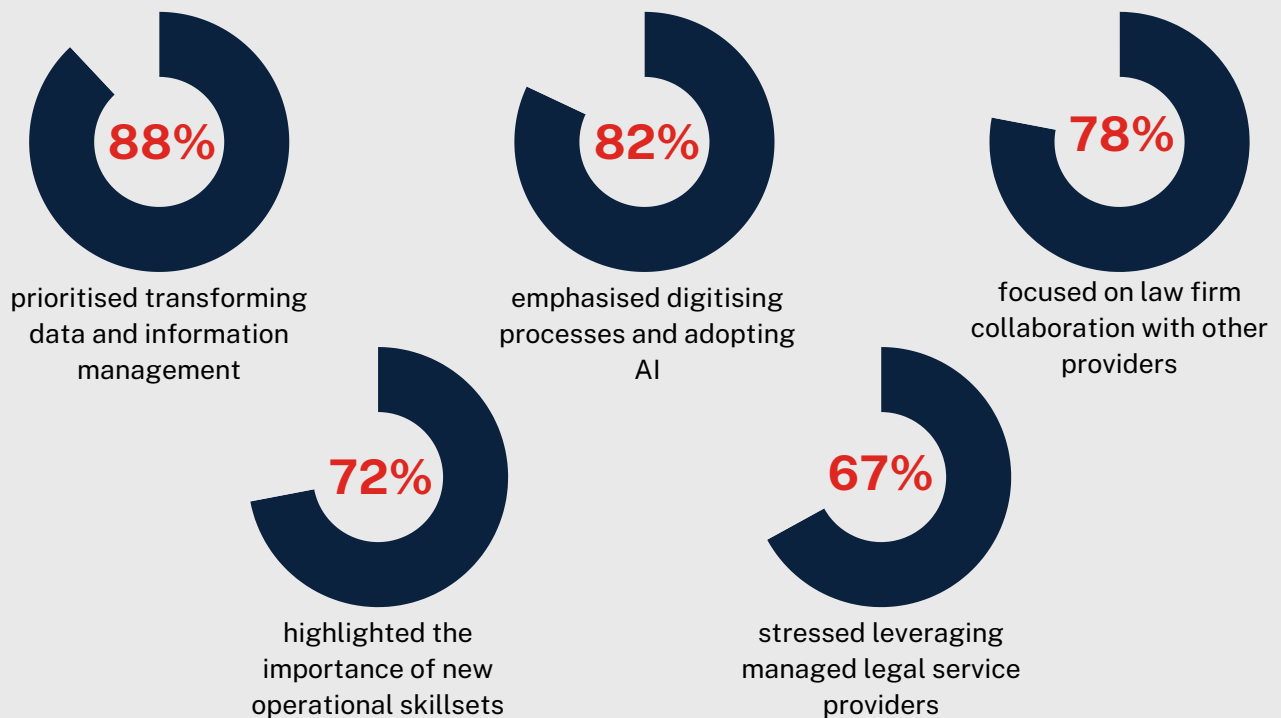 88%
prioritised transforming
data and information
management
82%
emphasised digitising
processes and adopting
AI
78%
focused on law firm
collaboration with other
providers
72%
highlighted the
importance of new
operational skillsets
67%
stressed leveraging
managed legal service
providers